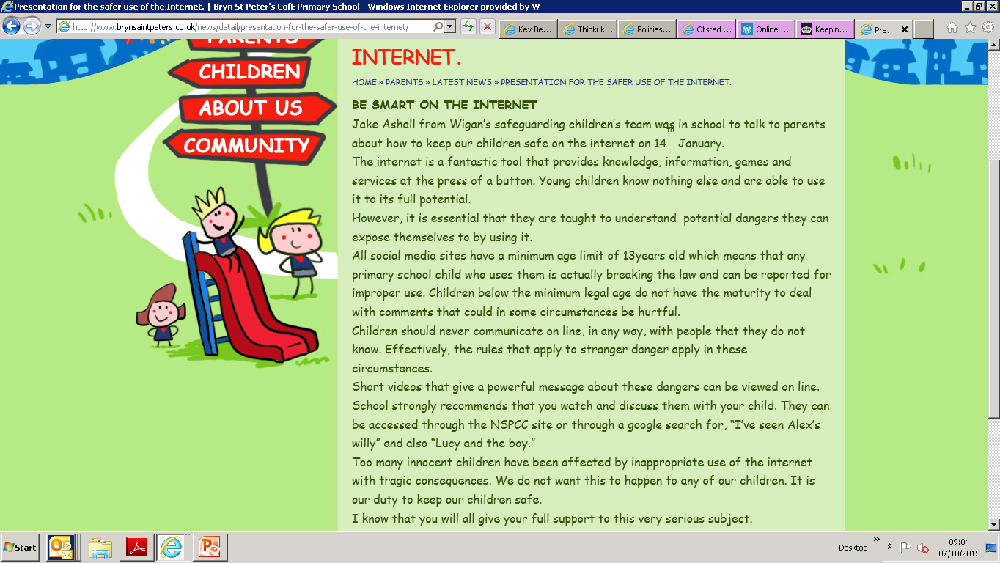 Presentation for the safer use of the Internet. | Bryn St Peter's CofE Primary School - Windows Internet Explorer provided by W
http://www.brynsaintpeters.co.uk/news/detail/presentation-for-the-safer-use-of-the-internet/
Key Be...
Thinkuk...
Policies...
Ofsted ...
Online ...
Keepin...
Pre...
PARENTS
CHILDREN
ABOUT US
COMMUNITY
INTERNET.
HOME » PARENTS » LATEST NEWS » PRESENTATION FOR THE SAFER USE OF THE INTERNET.
BE SMART ON THE INTERNET
Jake Ashall from Wigan's safeguarding children's team was in school to talk to parents
about how to keep our children safe on the internet on 14th January.
The internet is a fantastic tool that provides knowledge, information, games and
services at the press of a button. Young children know nothing else and are able to use
it to its full potential.
However, it is essential that they are taught to understand  potential dangers they can
expose themselves to by using it.
All social media sites have a minimum age limit of 13years old which means that any
primary school child who uses them is actually breaking the law and can be reported for
improper use. Children below the minimum legal age do not have the maturity to deal
with comments that could in some circumstances be hurtful.
Children should never communicate on line, in any way, with people that they do not
know. Effectively, the rules that apply to stranger danger apply in these
circumstances.
Short videos that give a powerful message about these dangers can be viewed on line.
School strongly recommends that you watch and discuss them with your child. They can
be accessed through the NSPCC site or through a google search for, "I've seen Alex's
willy" and also "Lucy and the boy."
Too many innocent children have been affected by inappropriate use of the internet
with tragic consequences. We do not want this to happen to any of our children. It is
our duty to keep our children safe.
I know that you will all give your full support to this very serious subject.
Start
Desktop
09:04
07/10/2015